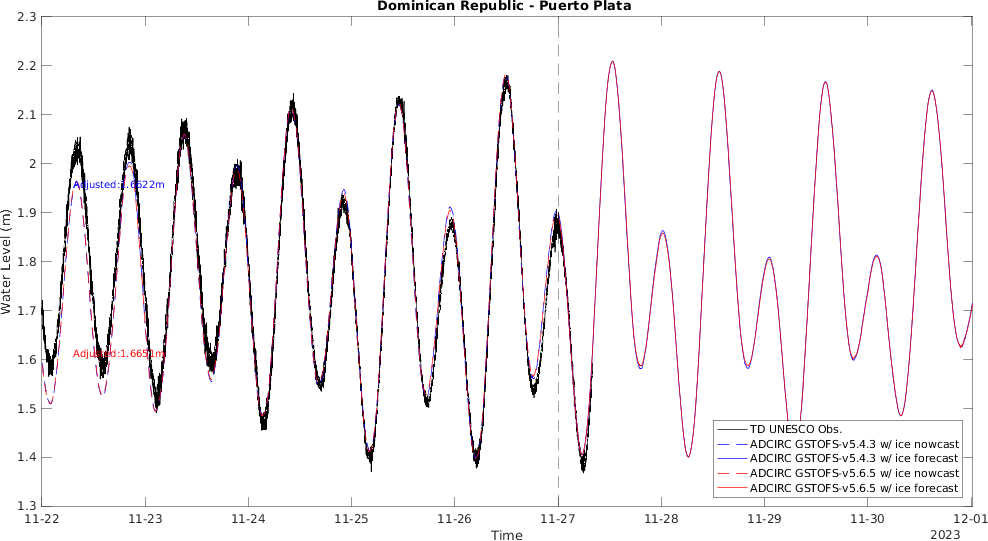 Dominican Republic - Puerto Plata
2.3
2.2
2.1
2
1.9
1.8
1.7
1.6
1.5
1.4
1.3
Water Level (m)
Adjusted:1.6622m
Adjusted:1.6651m
TD UNESCO Obs.
ADCIRC GSTOFS-v5.4.3 w/ ice nowcast
ADCIRC GSTOFS-v5.4.3 w/ ice forecast
ADCIRC GSTOFS-v5.6.5 w/ ice nowcast
ADCIRC GSTOFS-v5.6.5 w/ ice forecast
11-22 11-23 11-24 11-25 11-26 11-27 11-28 11-29 11-30 12-01
Time
2023